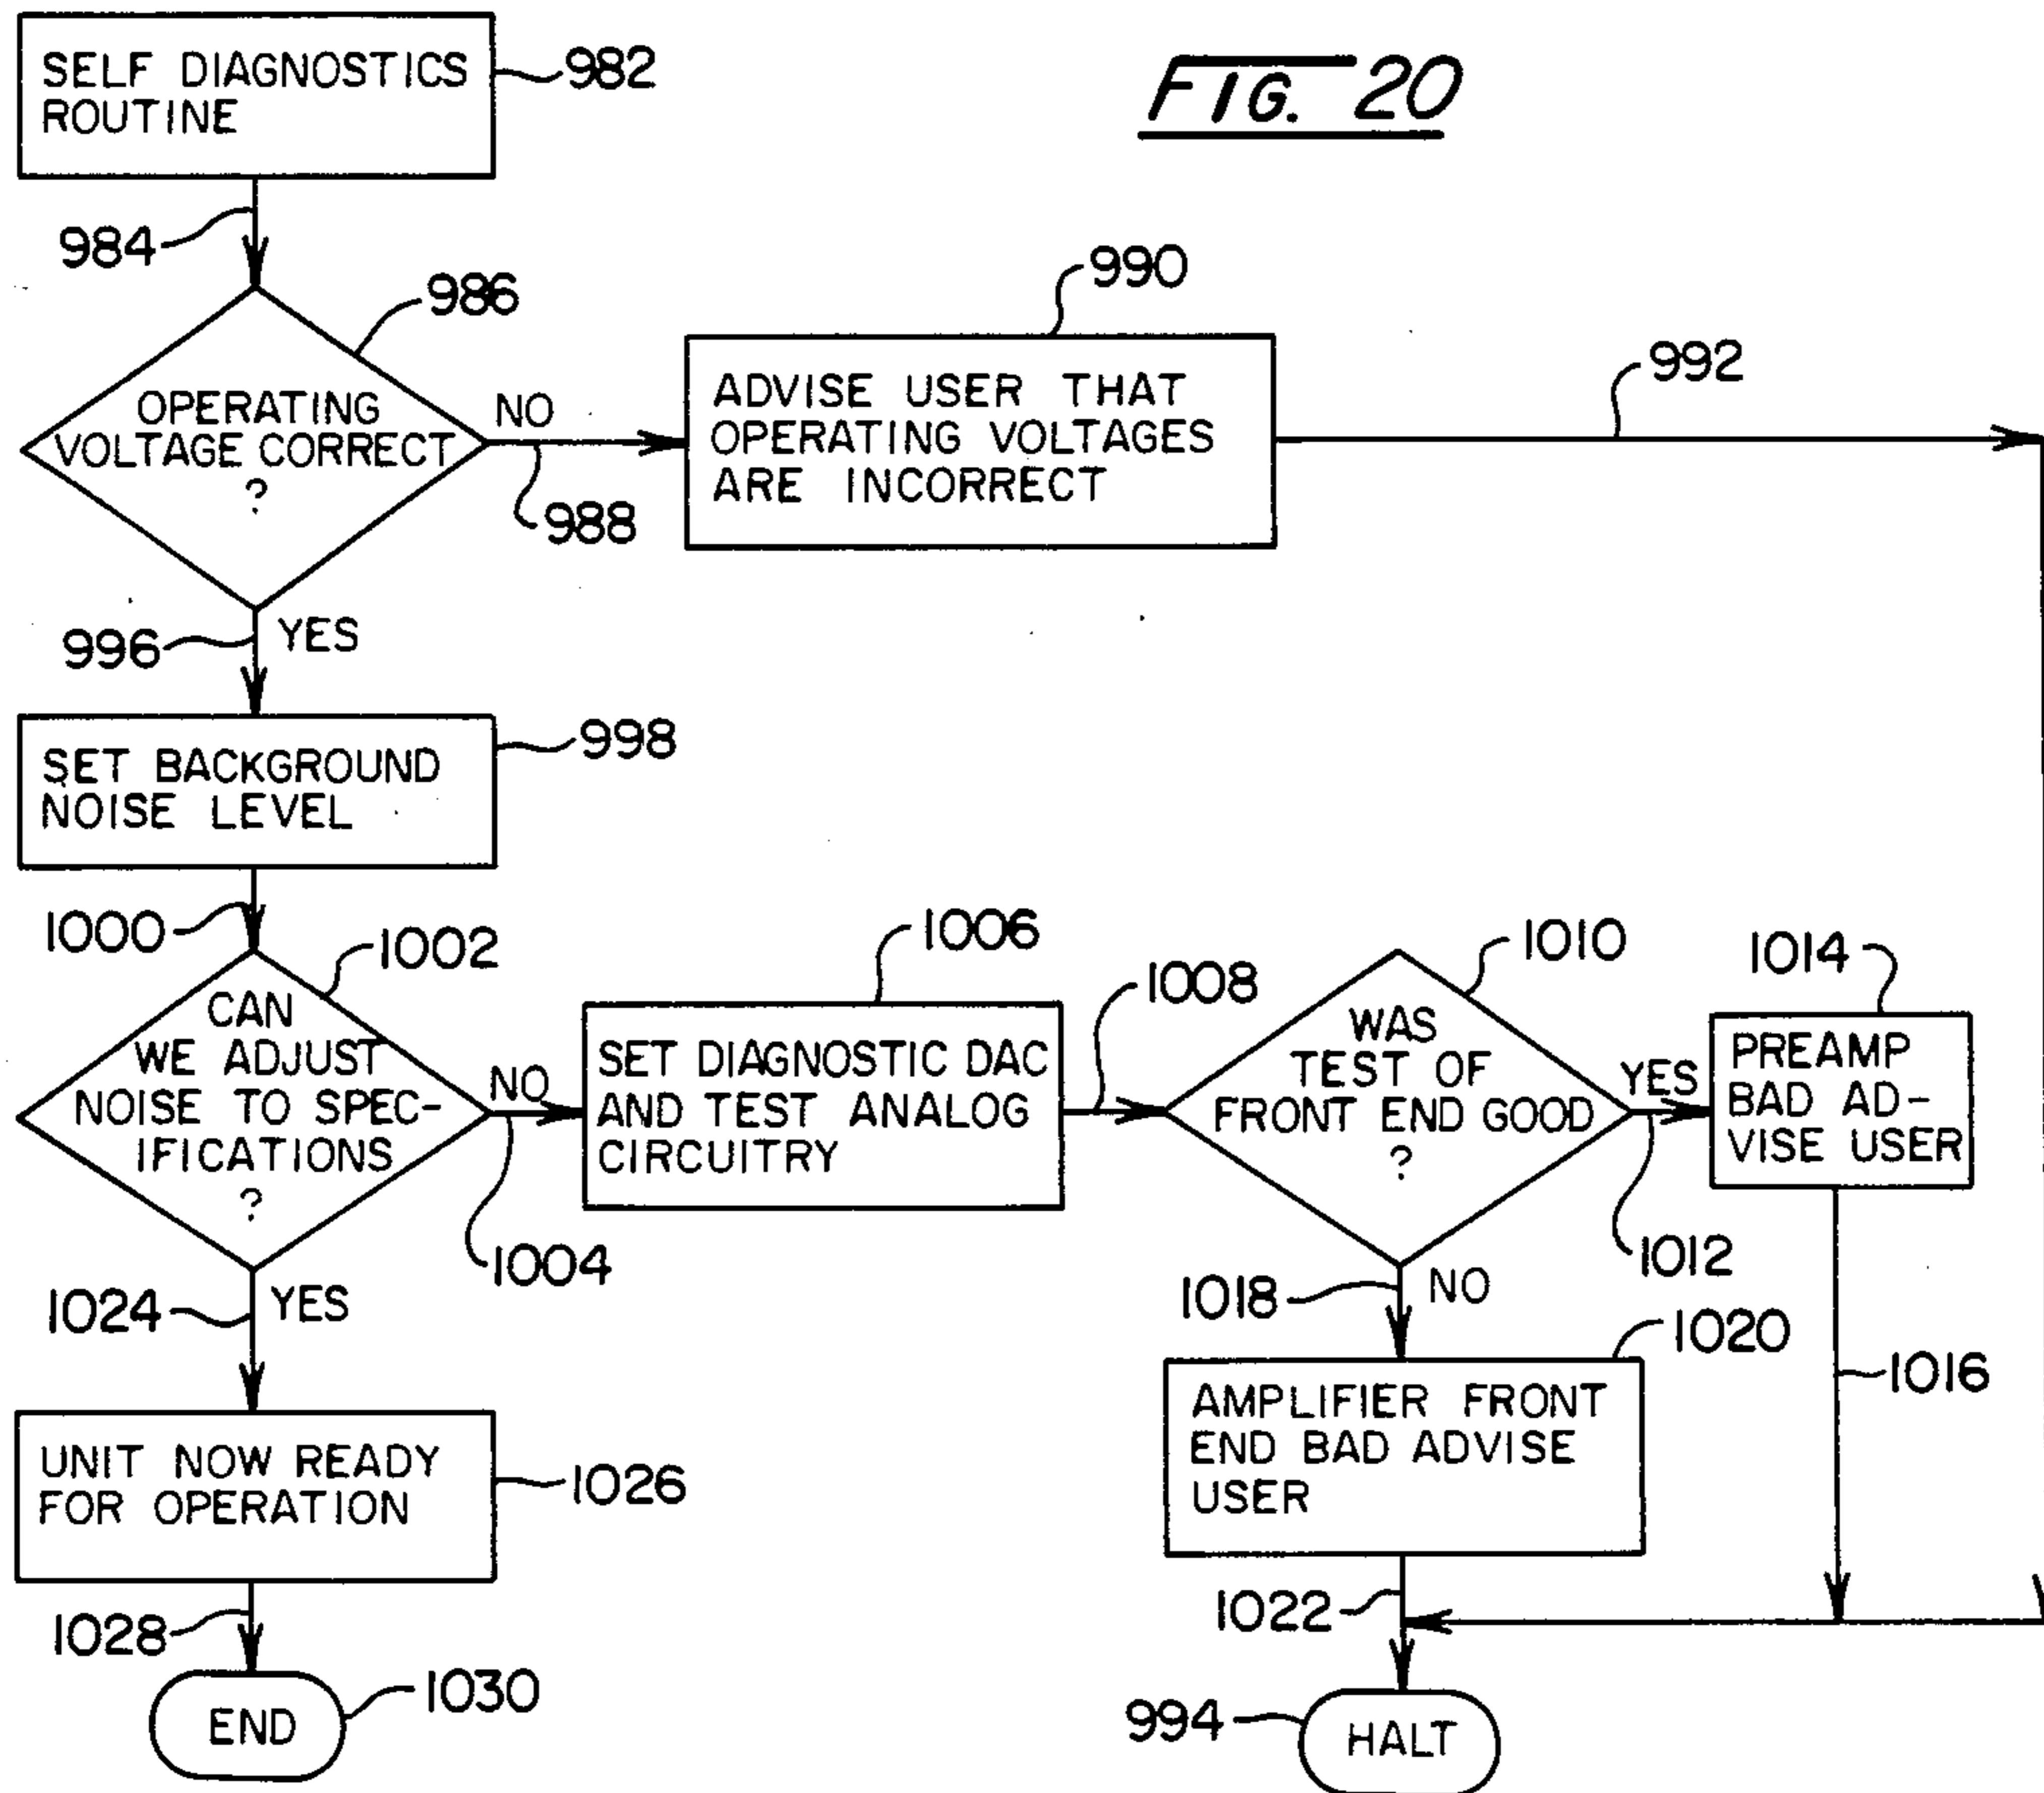 FIG. 20
SELF DIAGNOSTICS
ROUTINE
982
984
986
OPERATING
VOLTAGE CORRECT
?
NO
988
990
ADVISE USER THAT
OPERATING VOLTAGES
ARE INCORRECT
992
996
YES
SET BACKGROUND
NOISE LEVEL
998
1000
1002
CAN
WE ADJUST
NOISE TO SPEC-
IFICATIONS
?
NO
1004
1006
SET DIAGNOSTIC DAC
AND TEST ANALOG
CIRCUITRY
1008
1010
WAS
TEST OF
FRONT END GOOD
?
YES
1012
1014
PREAMP
BAD AD-
VISE USER
1016
1018
NO
1020
AMPLIFIER FRONT
END BAD ADVISE
USER
1022
994
HALT
1024
YES
UNIT NOW READY
FOR OPERATION
1026
1028
1030
END